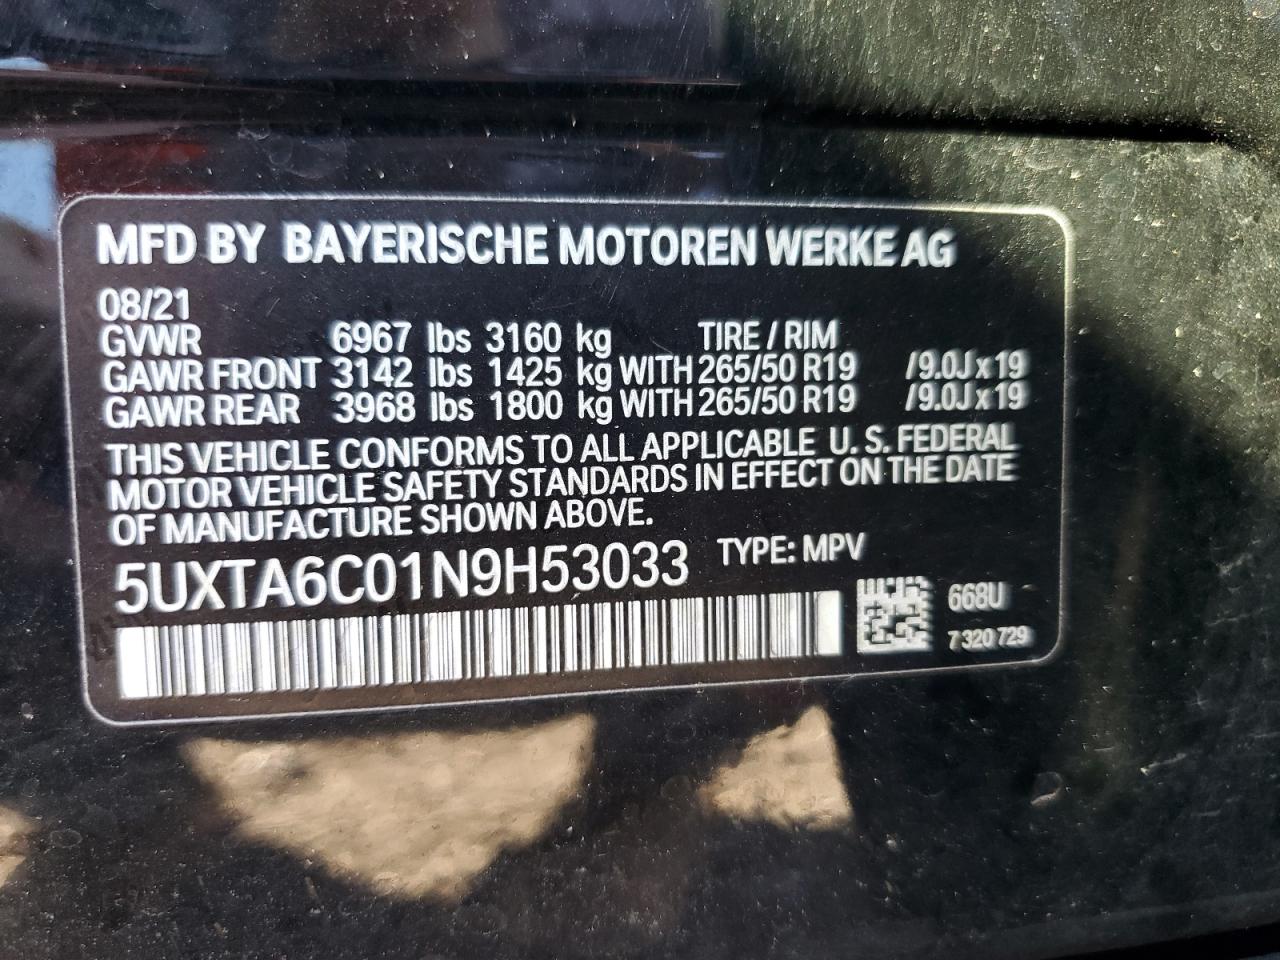 MFD BY BAYERISCHE MOTOREN WERKE AG
08/21
GVWR 6967 lbs 3160 kg TIRE / RIM
GAWR FRONT 3142 lbs 1425 kg WITH 265/50 R19 /9.0J x 19
GAWR REAR 3968 lbs 1800 kg WITH 265/50 R19 /9.0J x 19
THIS VEHICLE CONFORMS TO ALL APPLICABLE U. S. FEDERAL
MOTOR VEHICLE SAFETY STANDARDS IN EFFECT ON THE DATE
OF MANUFACTURE SHOWN ABOVE.
5UXTA6C01N9H53033 TYPE: MPV
668U
7 320 729